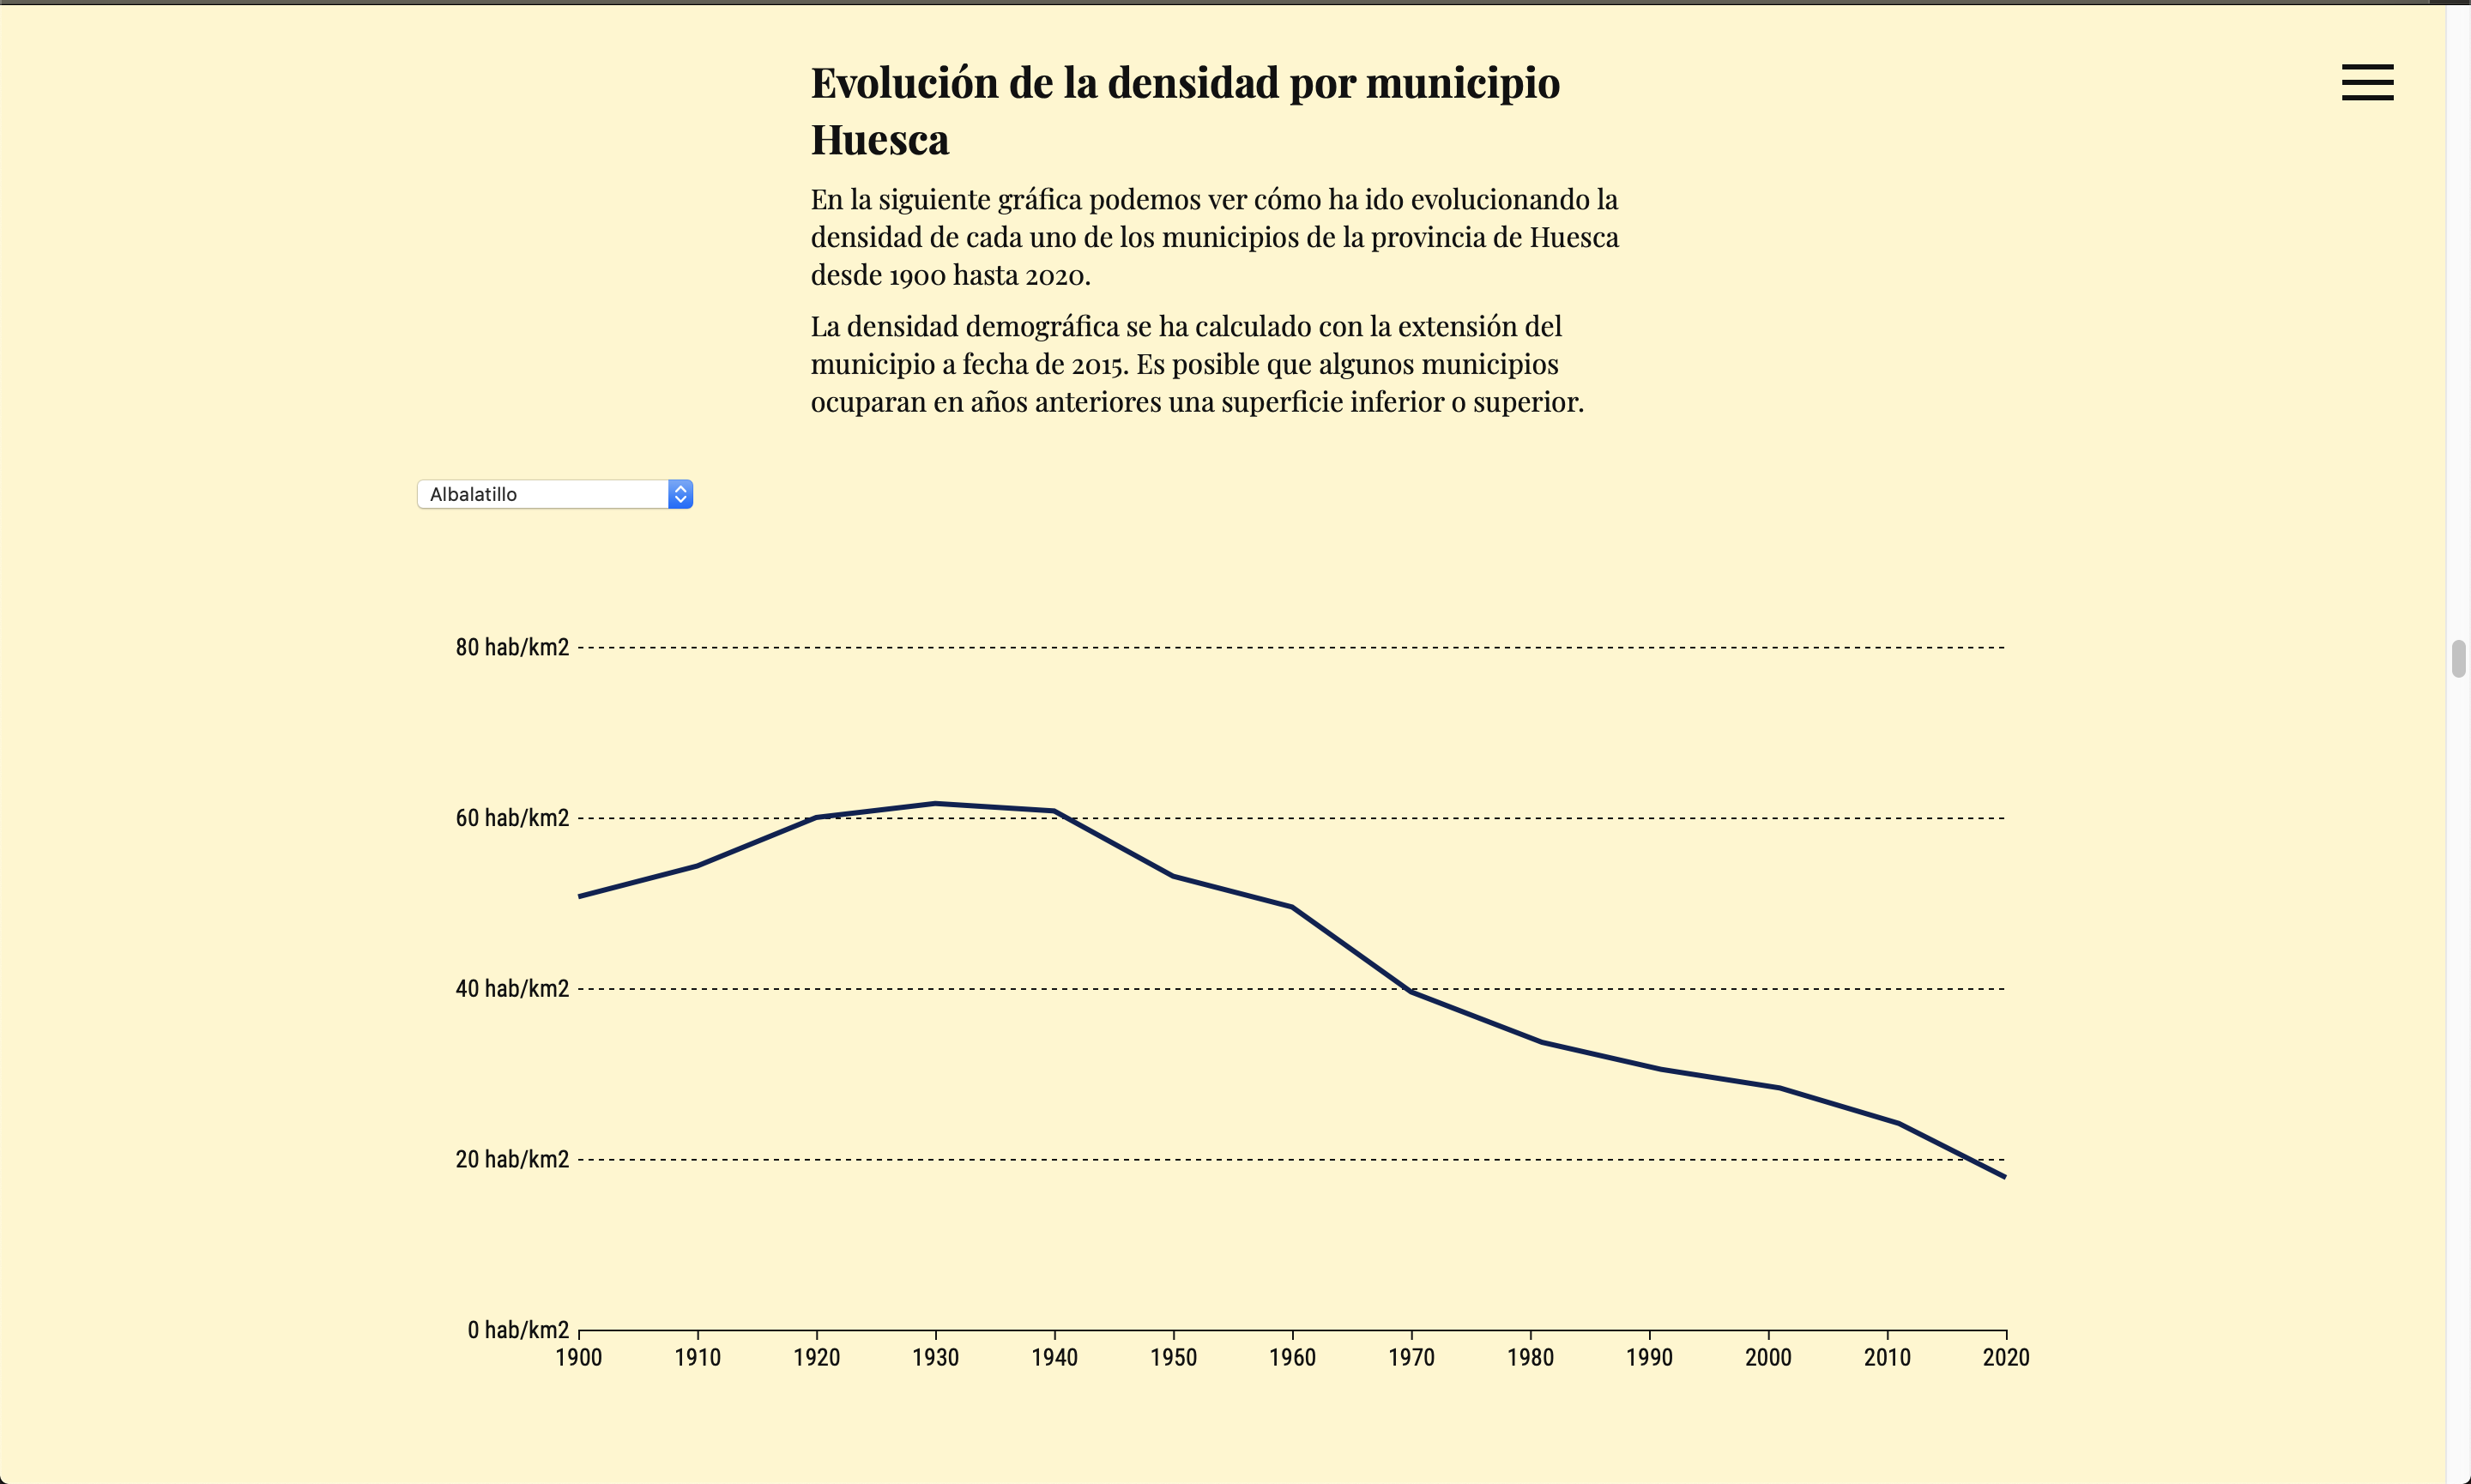 Evolución de la densidad por municipio
Huesca
En la siguiente gráfica podemos ver cómo ha ido evolucionando la
densidad de cada uno de los municipios de la provincia de Huesca
desde 1900 hasta 2020.
La densidad demográfica se ha calculado con la extensión del
municipio a fecha de 2015. Es posible que algunos municipios
ocuparan en años anteriores una superficie inferior o superior.
Albalatillo
80 hab/km2
60 hab/km2
40 hab/km2
20 hab/km2
0 hab/km2
1900 1910 1920 1930 1940 1950 1960 1970 1980 1990 2000 2010 2020